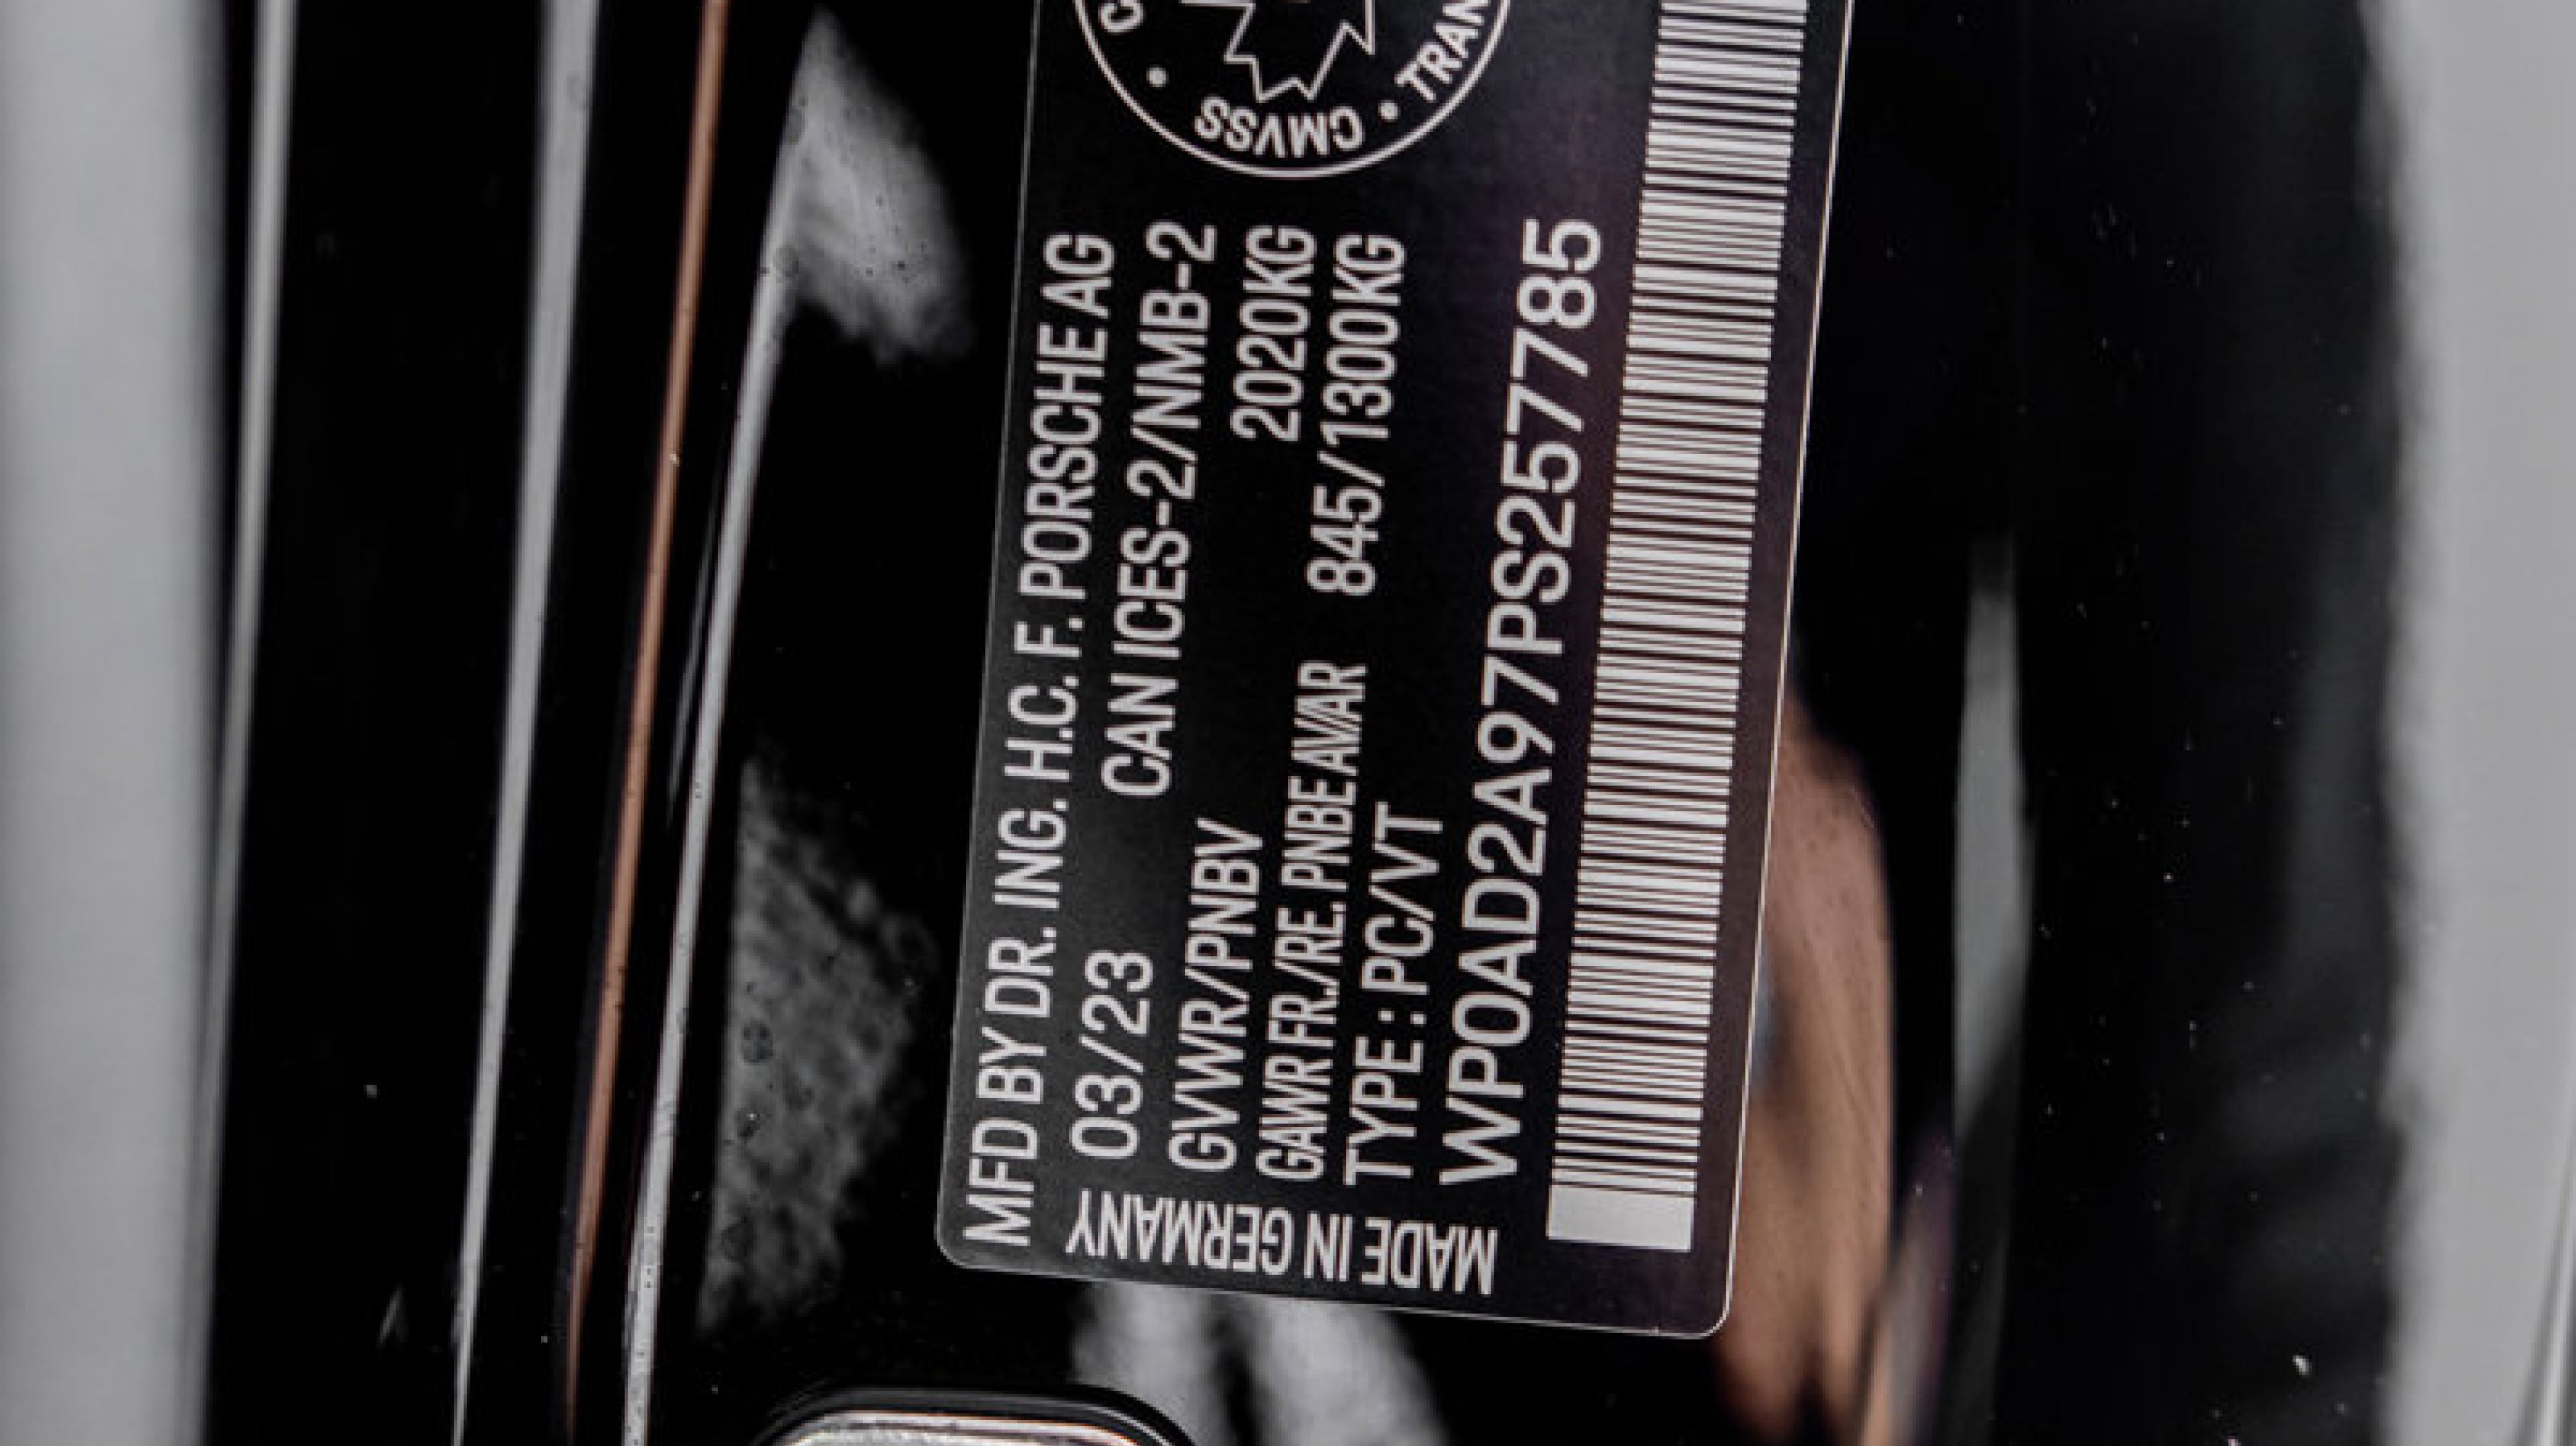 MFD BY DR. ING. H.C. F. PORSCHE AG
03/23 CAN ICES-2/NMB-2
GVWR/PNBV 2020KG
GAWR FR./RE. PNBE AV/AR 845/1300KG
TYPE : PC/VT
WP0AD2A97PS257785
MADE IN GERMANY
CMVSS • TRAN